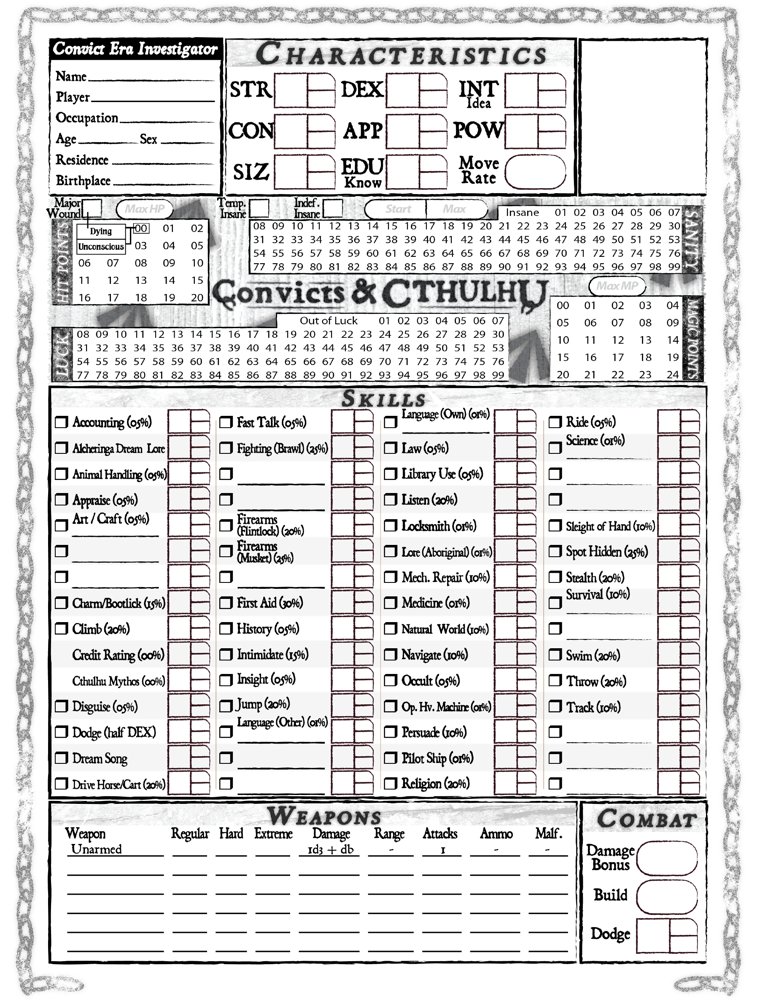 Convict Era Investigator
Name
Player
Occupation
Age Sex
Residence
Birthplace
CHARACTERISTICS
STR DEX INT
Idea
CON APP POW
SIZ EDU Move
Know Rate
Major
Wound
Max HP
Dying
Unconscious
00 01 02
03 04 05
06 07 08 09 10
11 12 13 14 15
16 17 18 19 20
HIT POINTS
Temp.
Insane
Indef.
Insane
Start Max
Insane 01 02 03 04 05 06 07
08 09 10 11 12 13 14 15 16 17 18 19 20 21 22 23 24 25 26 27 28 29 30
31 32 33 34 35 36 37 38 39 40 41 42 43 44 45 46 47 48 49 50 51 52 53
54 55 56 57 58 59 60 61 62 63 64 65 66 67 68 69 70 71 72 73 74 75 76
77 78 79 80 81 82 83 84 85 86 87 88 89 90 91 92 93 94 95 96 97 98 99
SANITY
Convicts & CTHULHU
LUCK
Out of Luck 01 02 03 04 05 06 07
08 09 10 11 12 13 14 15 16 17 18 19 20 21 22 23 24 25 26 27 28 29 30
31 32 33 34 35 36 37 38 39 40 41 42 43 44 45 46 47 48 49 50 51 52 53
54 55 56 57 58 59 60 61 62 63 64 65 66 67 68 69 70 71 72 73 74 75 76
77 78 79 80 81 82 83 84 85 86 87 88 89 90 91 92 93 94 95 96 97 98 99
Max MP
00 01 02 03 04
05 06 07 08 09
10 11 12 13 14
15 16 17 18 19
20 21 22 23 24
MAGIC POINTS
SKILLS
Accounting (05%)
Alcheringa Dream Lore
Animal Handling (05%)
Appraise (05%)
Art / Craft (05%)
Charm/Bootlick (15%)
Climb (20%)
Credit Rating (00%)
Cthulhu Mythos (00%)
Disguise (05%)
Dodge (half DEX)
Dream Song
Drive Horse/Cart (20%)
Fast Talk (05%)
Fighting (Brawl) (25%)
Firearms
(Flintlock) (20%)
Firearms
(Musket) (25%)
First Aid (30%)
History (05%)
Intimidate (15%)
Insight (05%)
Jump (20%)
Language (Other) (01%)
Language (Own) (01%)
Law (05%)
Library Use (05%)
Listen (20%)
Locksmith (01%)
Lore (Aboriginal) (01%)
Mech. Repair (10%)
Medicine (01%)
Natural World (10%)
Navigate (10%)
Occult (05%)
Op. Hv. Machine (01%)
Persuade (10%)
Pilot Ship (01%)
Religion (20%)
Ride (05%)
Science (01%)
Sleight of Hand (10%)
Spot Hidden (25%)
Stealth (20%)
Survival (10%)
Swim (20%)
Throw (20%)
Track (10%)
WEAPONS
Weapon Regular Hard Extreme Damage Range Attacks Ammo Malf.
Unarmed 1d3 + db - 1 - -
COMBAT
Damage
Bonus
Build
Dodge